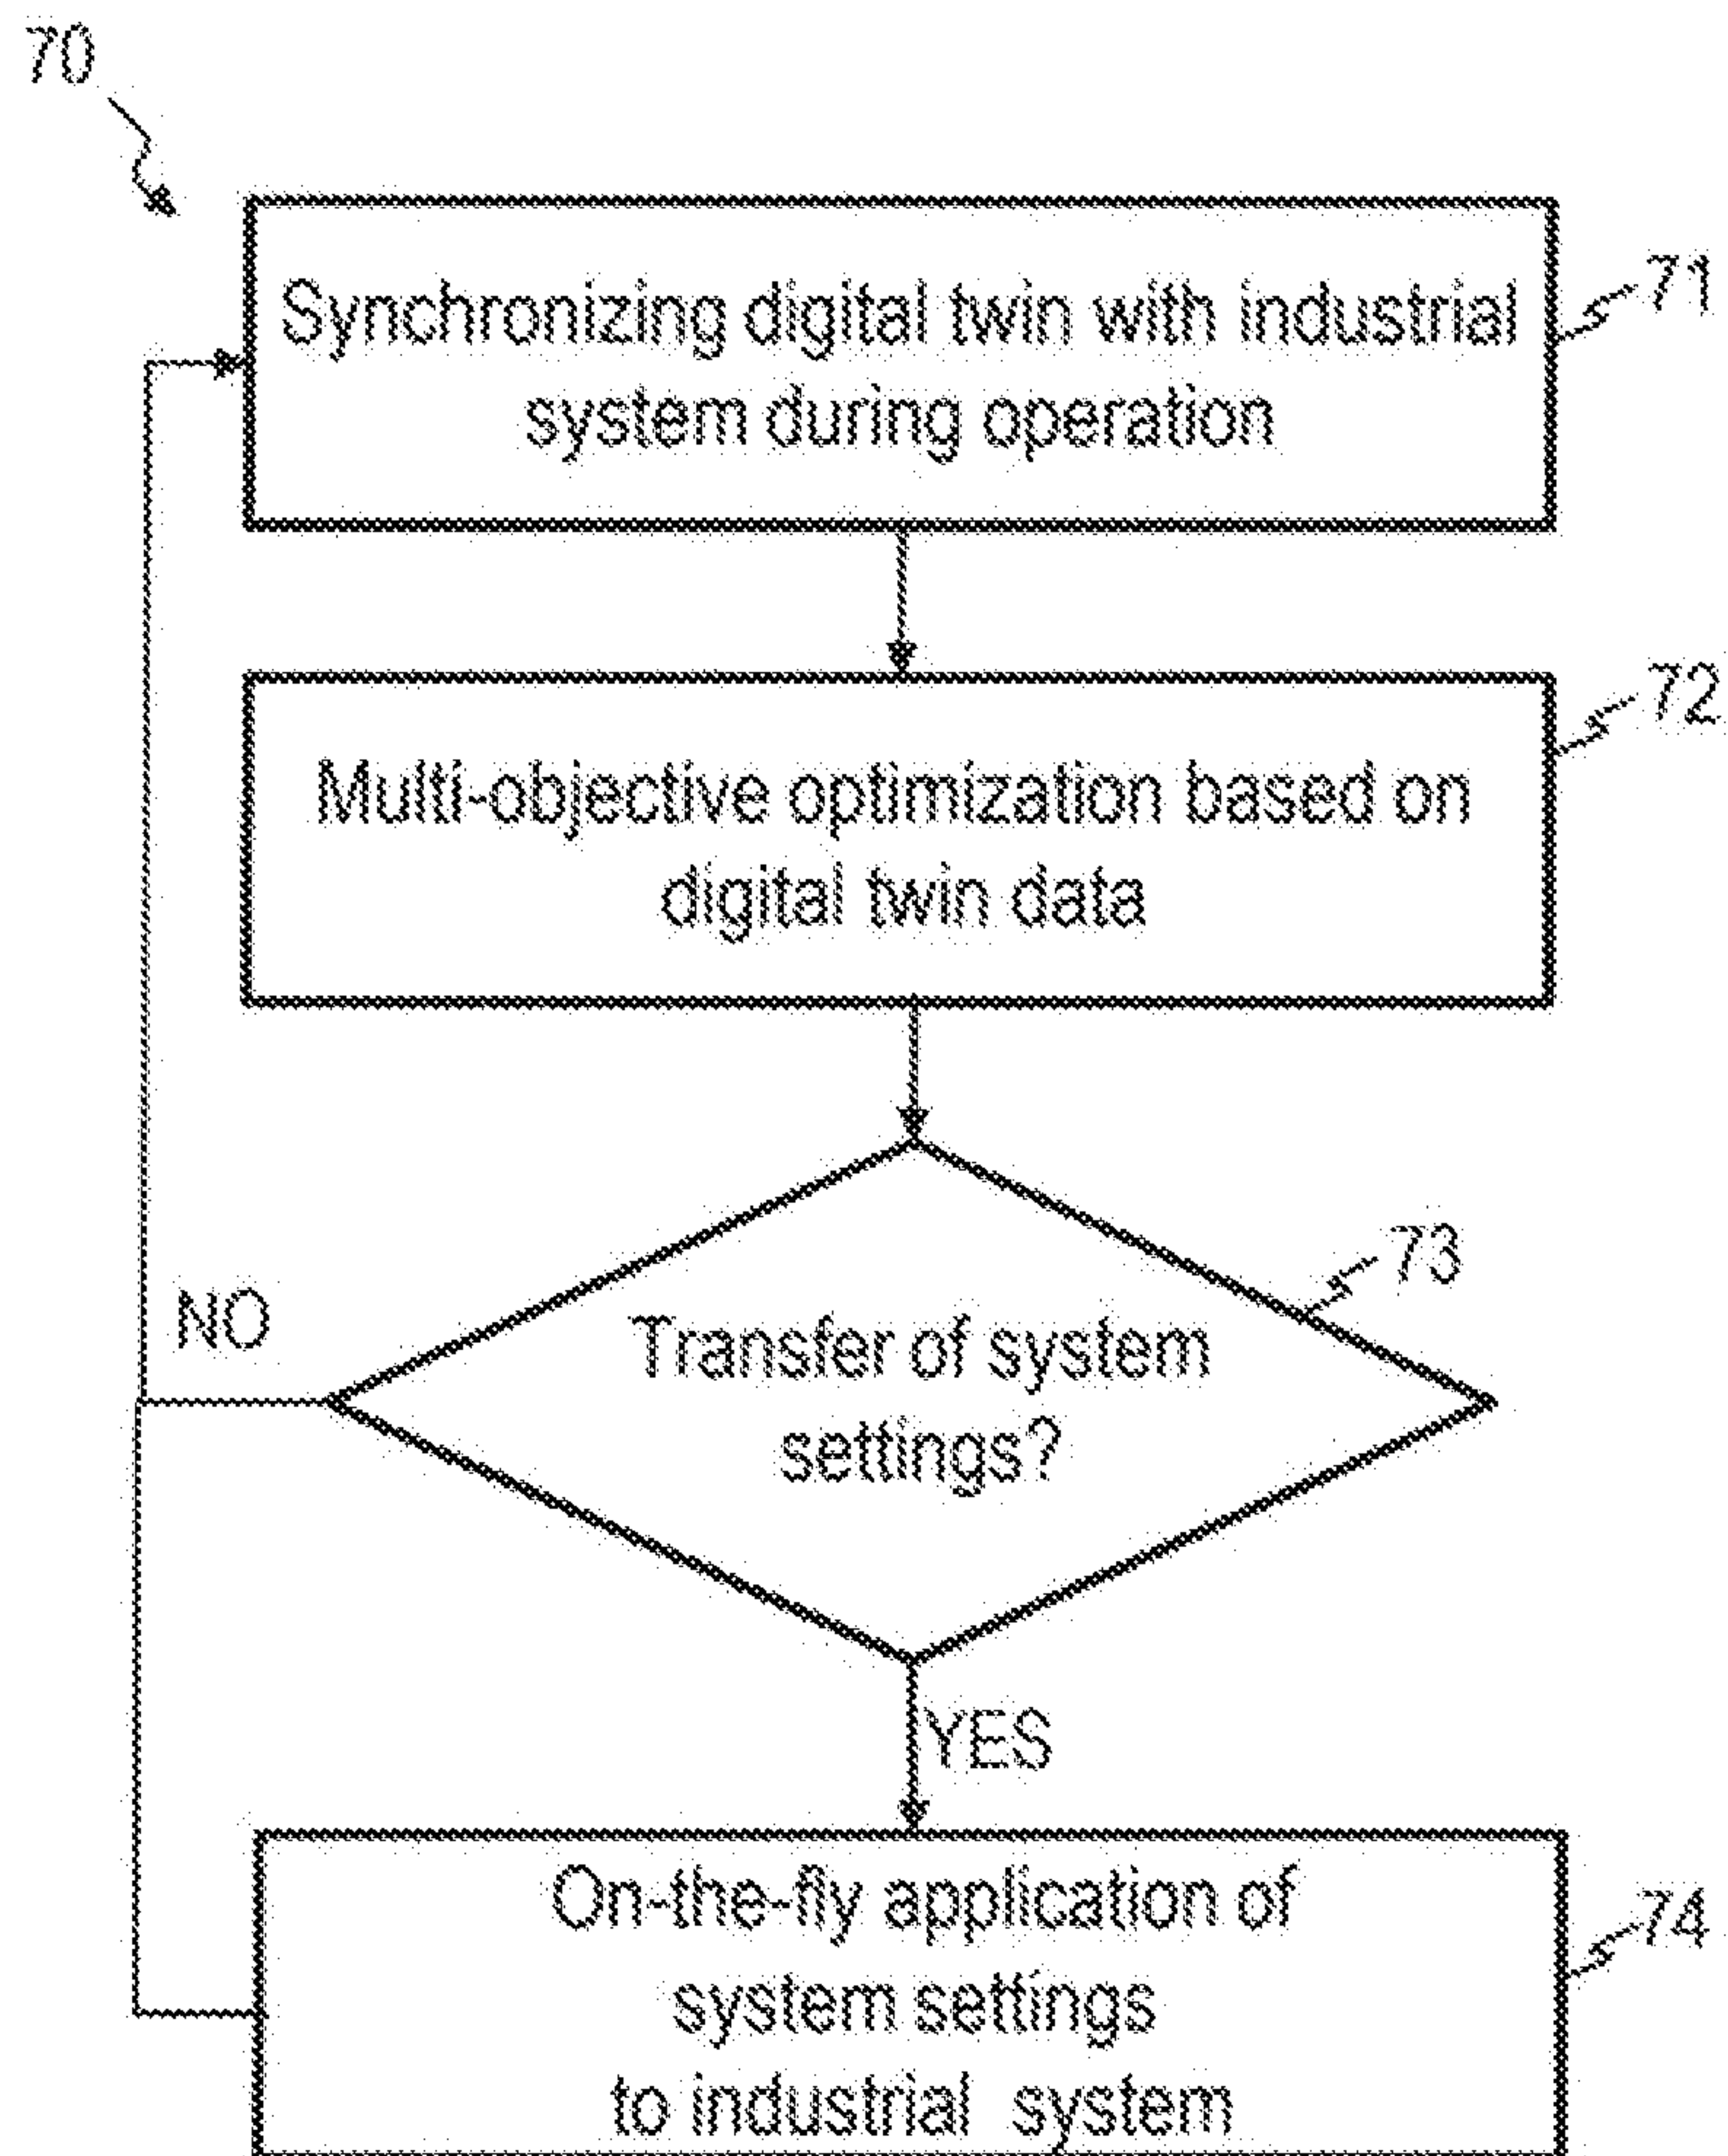 70
Synchronizing digital twin with industrial
system during operation
71
Multi-objective optimization based on
digital twin data
72
Transfer of system
settings?
73
NO
YES
On-the-fly application of
system settings
to industrial system
74